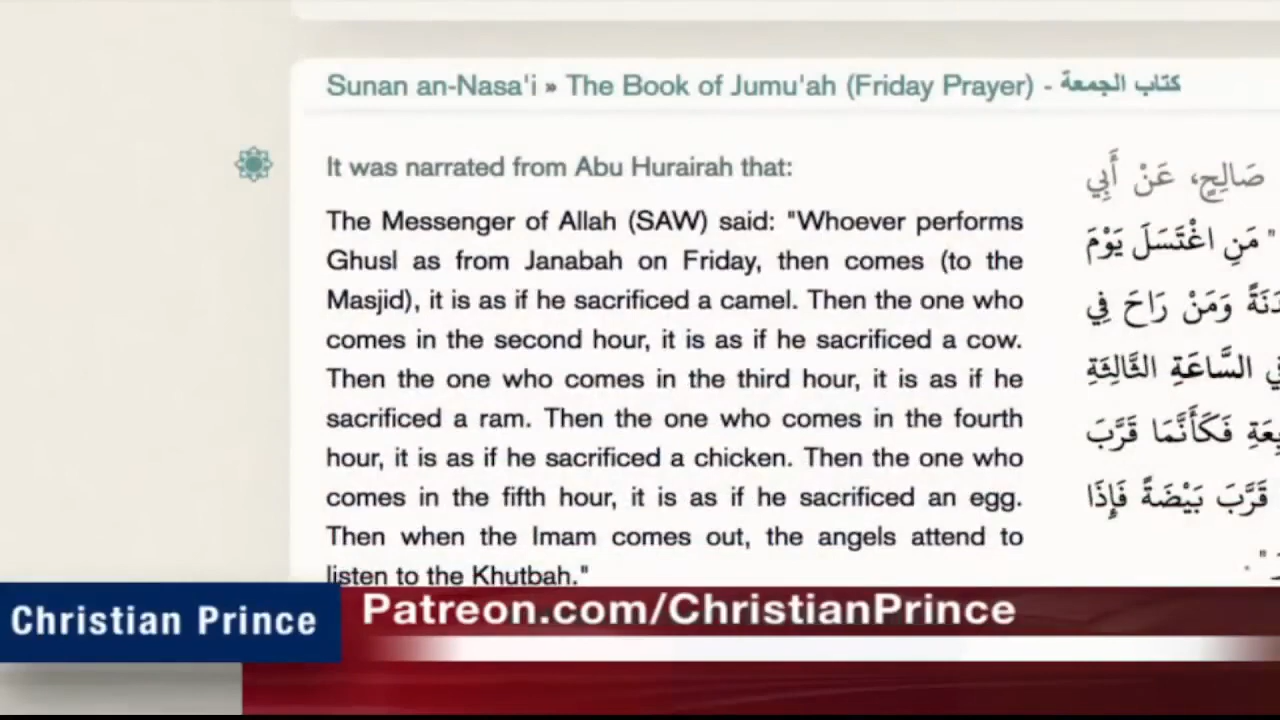 Sunan an-Nasa'i » The Book of Jumu'ah (Friday Prayer) - كتاب الجمعة
It was narrated from Abu Hurairah that:
The Messenger of Allah (SAW) said: "Whoever performs
Ghusl as from Janabah on Friday, then comes (to the
Masjid), it is as if he sacrificed a camel. Then the one who
comes in the second hour, it is as if he sacrificed a cow.
Then the one who comes in the third hour, it is as if he
sacrificed a ram. Then the one who comes in the fourth
hour, it is as if he sacrificed a chicken. Then the one who
comes in the fifth hour, it is as if he sacrificed an egg.
Then when the Imam comes out, the angels attend to
listen to the Khutbah."
صَالِحٍ، عَنْ أَبِي
" مَنِ اغْتَسَلَ يَوْمَ
وَمَنْ رَاحَ فِي
السَّاعَةِ الثَّالِثَةِ
فَكَأَنَّمَا قَرَّبَ
قَرَّبَ بَيْضَةً فَإِذَا
" .
Christian Prince
Patreon.com/ChristianPrince